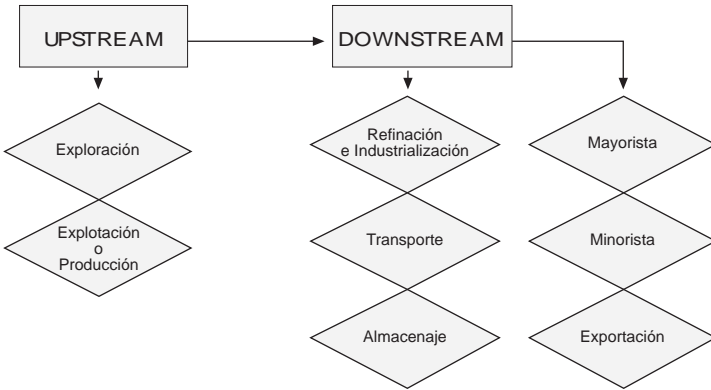 UPSTREAM
DOWNSTREAM
Exploración
Explotación
o
Producción
Refinación
e Industrialización
Transporte
Almacenaje
Mayorista
Minorista
Exportación